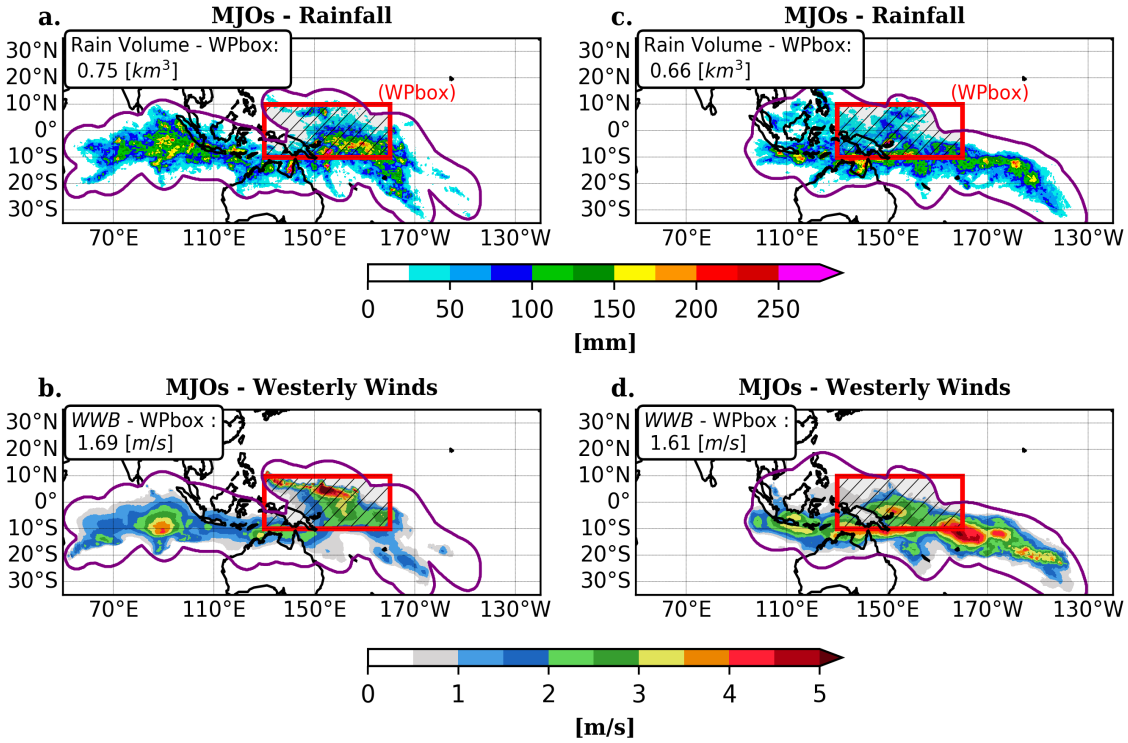 a. MJOs - Rainfall
Rain Volume - WPbox:
0.75 [km³]
(WPbox)
30°N
20°N
10°N
0°
10°S
20°S
30°S
70°E 110°E 150°E 170°W 130°W
c. MJOs - Rainfall
Rain Volume - WPbox:
0.66 [km³]
(WPbox)
30°N
20°N
10°N
0°
10°S
20°S
30°S
70°E 110°E 150°E 170°W 130°W
0 50 100 150 200 250
[mm]
b. MJOs - Westerly Winds
WWB - WPbox :
1.69 [m/s]
30°N
20°N
10°N
0°
10°S
20°S
30°S
70°E 110°E 150°E 170°W 130°W
d. MJOs - Westerly Winds
WWB - WPbox :
1.61 [m/s]
30°N
20°N
10°N
0°
10°S
20°S
30°S
70°E 110°E 150°E 170°W 130°W
0 1 2 3 4 5
[m/s]